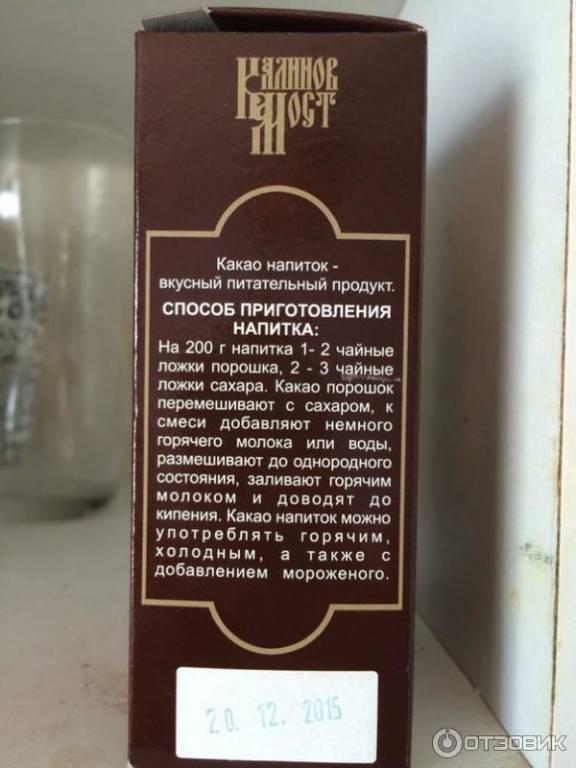 Калинов
Мост
Какао напиток -
вкусный питательный продукт.
СПОСОБ ПРИГОТОВЛЕНИЯ
НАПИТКА:
На 200 г напитка 1- 2 чайные
ложки порошка, 2 - 3 чайные
ложки сахара. Какао порошок
перемешивают с сахаром, к
смеси добавляют немного
горячего молока или воды,
размешивают до однородного
состояния, заливают горячим
молоком и доводят до
кипения. Какао напиток можно
употреблять горячим,
холодным, а также с
добавлением мороженого.
20. 12. 2015
ОТЗОВИК